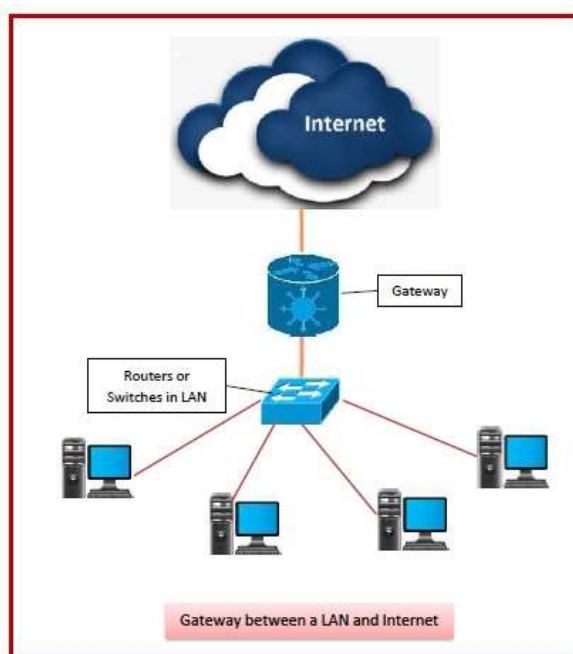 Internet
Gateway
Routers or
Switches in LAN
Gateway between a LAN and Internet